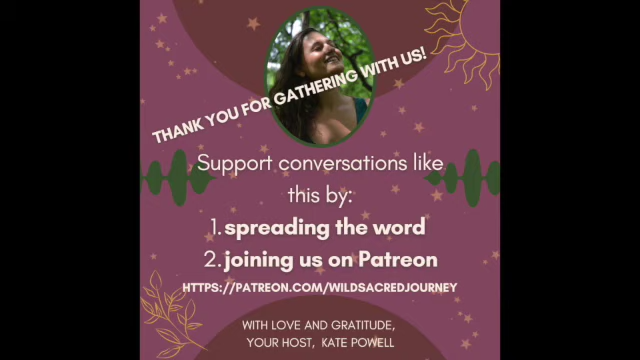 THANK YOU FOR GATHERING WITH US!
Support conversations like
this by:
1. spreading the word
2. joining us on Patreon
HTTPS://PATREON.COM/WILDSACREDJOURNEY
WITH LOVE AND GRATITUDE,
YOUR HOST, KATE POWELL